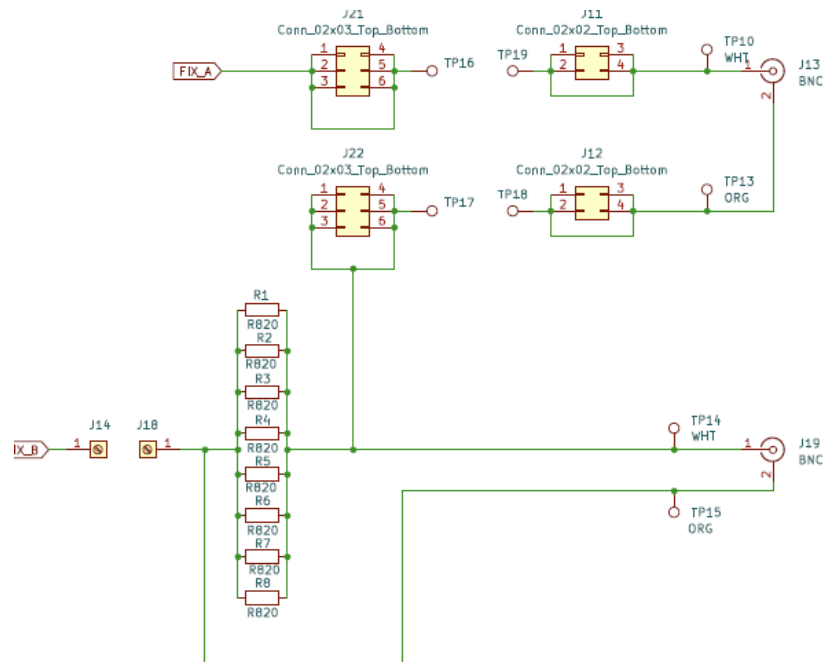 J21
Conn_02x03_Top_Bottom
1 4
2 5
3 6
FIX_A
TP16
J11
Conn_02x02_Top_Bottom
1 3
2 4
TP19
TP10
WHT
1
2
J13
BNC
J22
Conn_02x03_Top_Bottom
1 4
2 5
3 6
TP17
J12
Conn_02x02_Top_Bottom
1 3
2 4
TP18
TP13
ORG
R1
R820
R2
R820
R3
R820
R4
R820
R5
R820
R6
R820
R7
R820
R8
R820
IX_B
1
J14
J18
1
TP14
WHT
1
2
J19
BNC
TP15
ORG